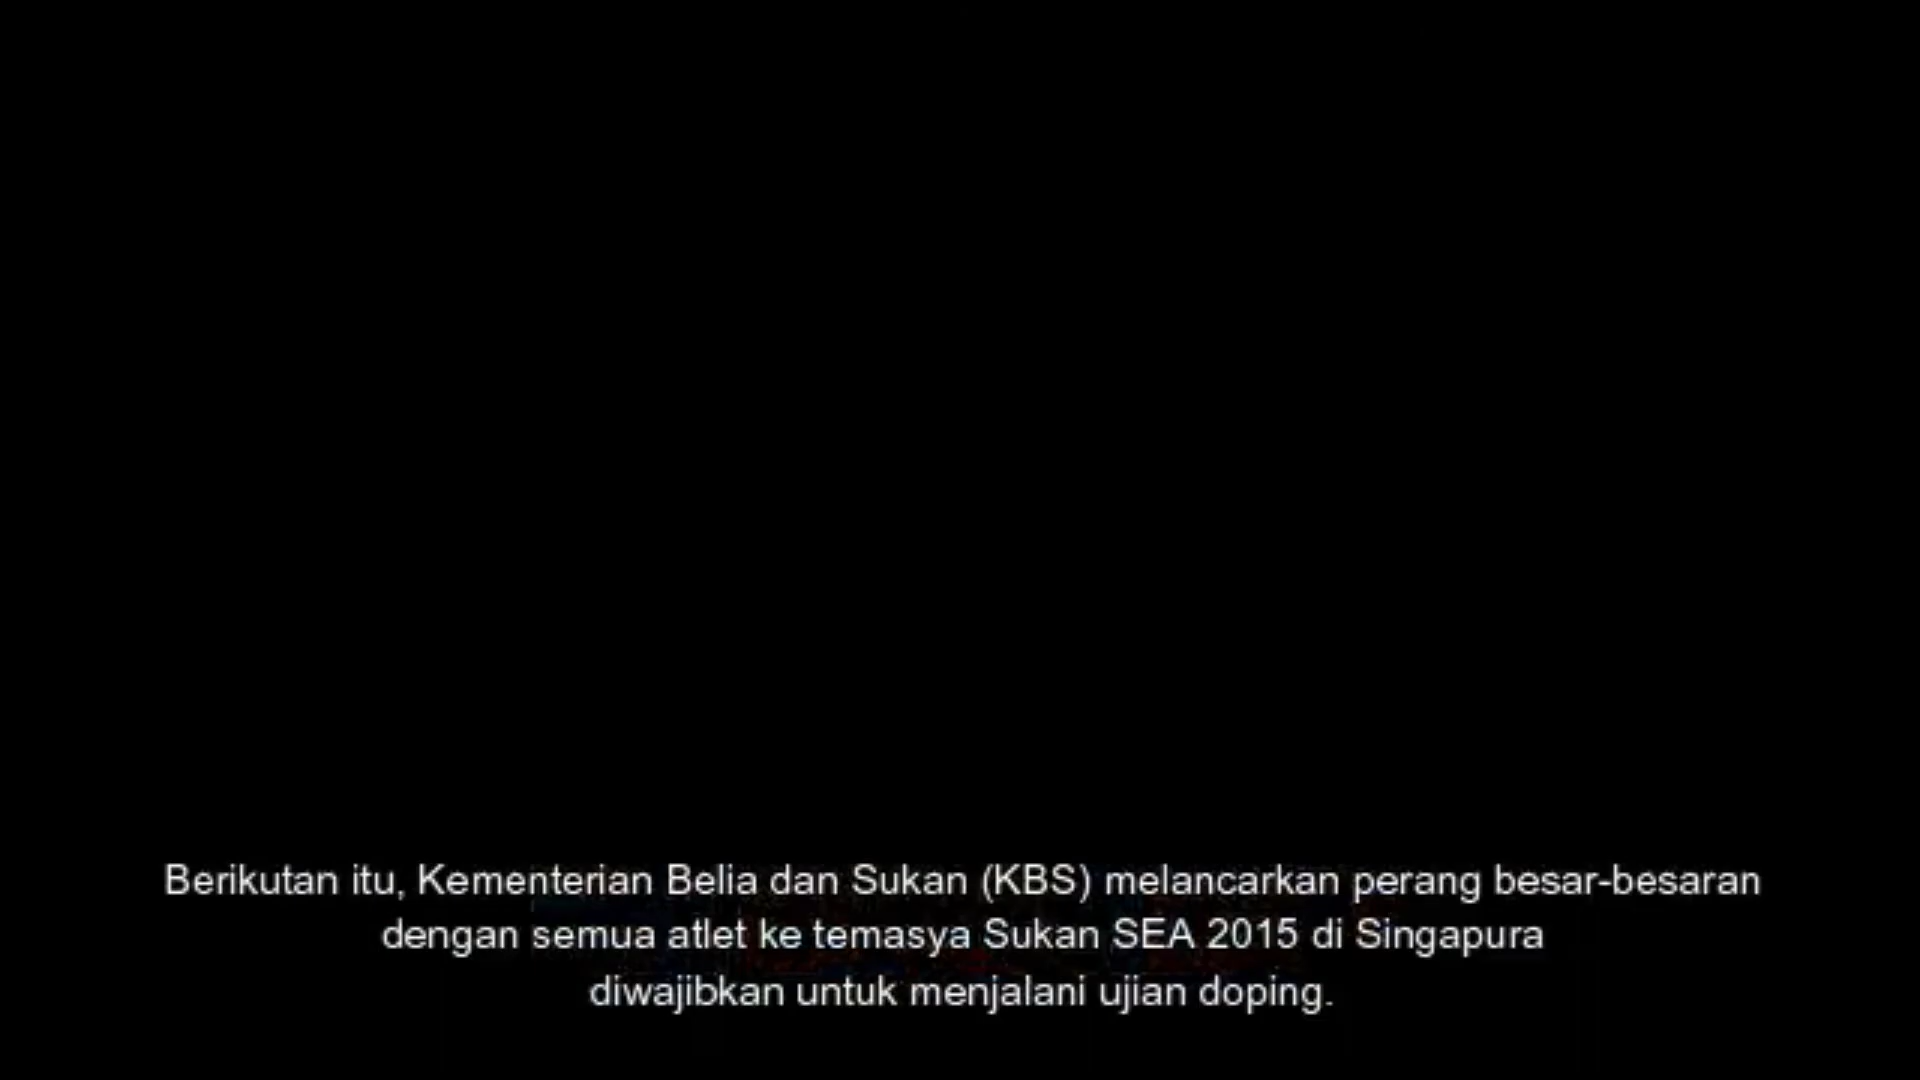 Berikutan itu, Kementerian Belia dan Sukan (KBS) melancarkan perang besar-besaran
dengan semua atlet ke temasya Sukan SEA 2015 di Singapura
diwajibkan untuk menjalani ujian doping.